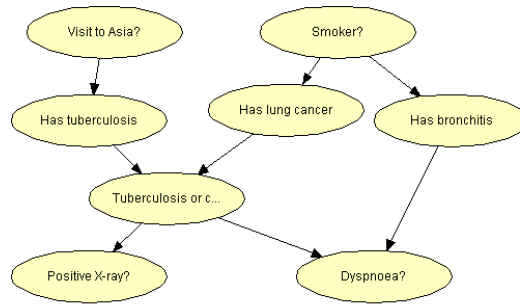 Visit to Asia?
Smoker?
Has tuberculosis
Has lung cancer
Has bronchitis
Tuberculosis or c...
Positive X-ray?
Dyspnoea?